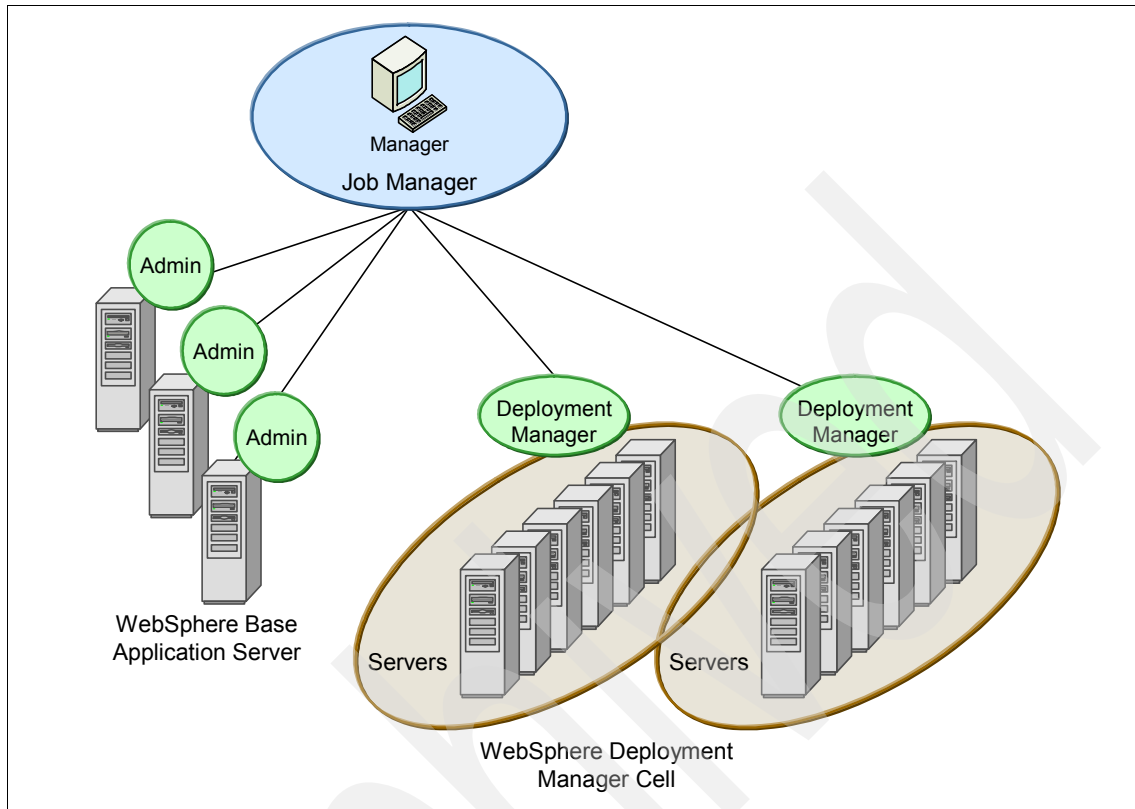 Manager
Job Manager
Admin
Admin
Admin
Deployment
Manager
Deployment
Manager
WebSphere Base
Application Server
Servers
Servers
WebSphere Deployment
Manager Cell